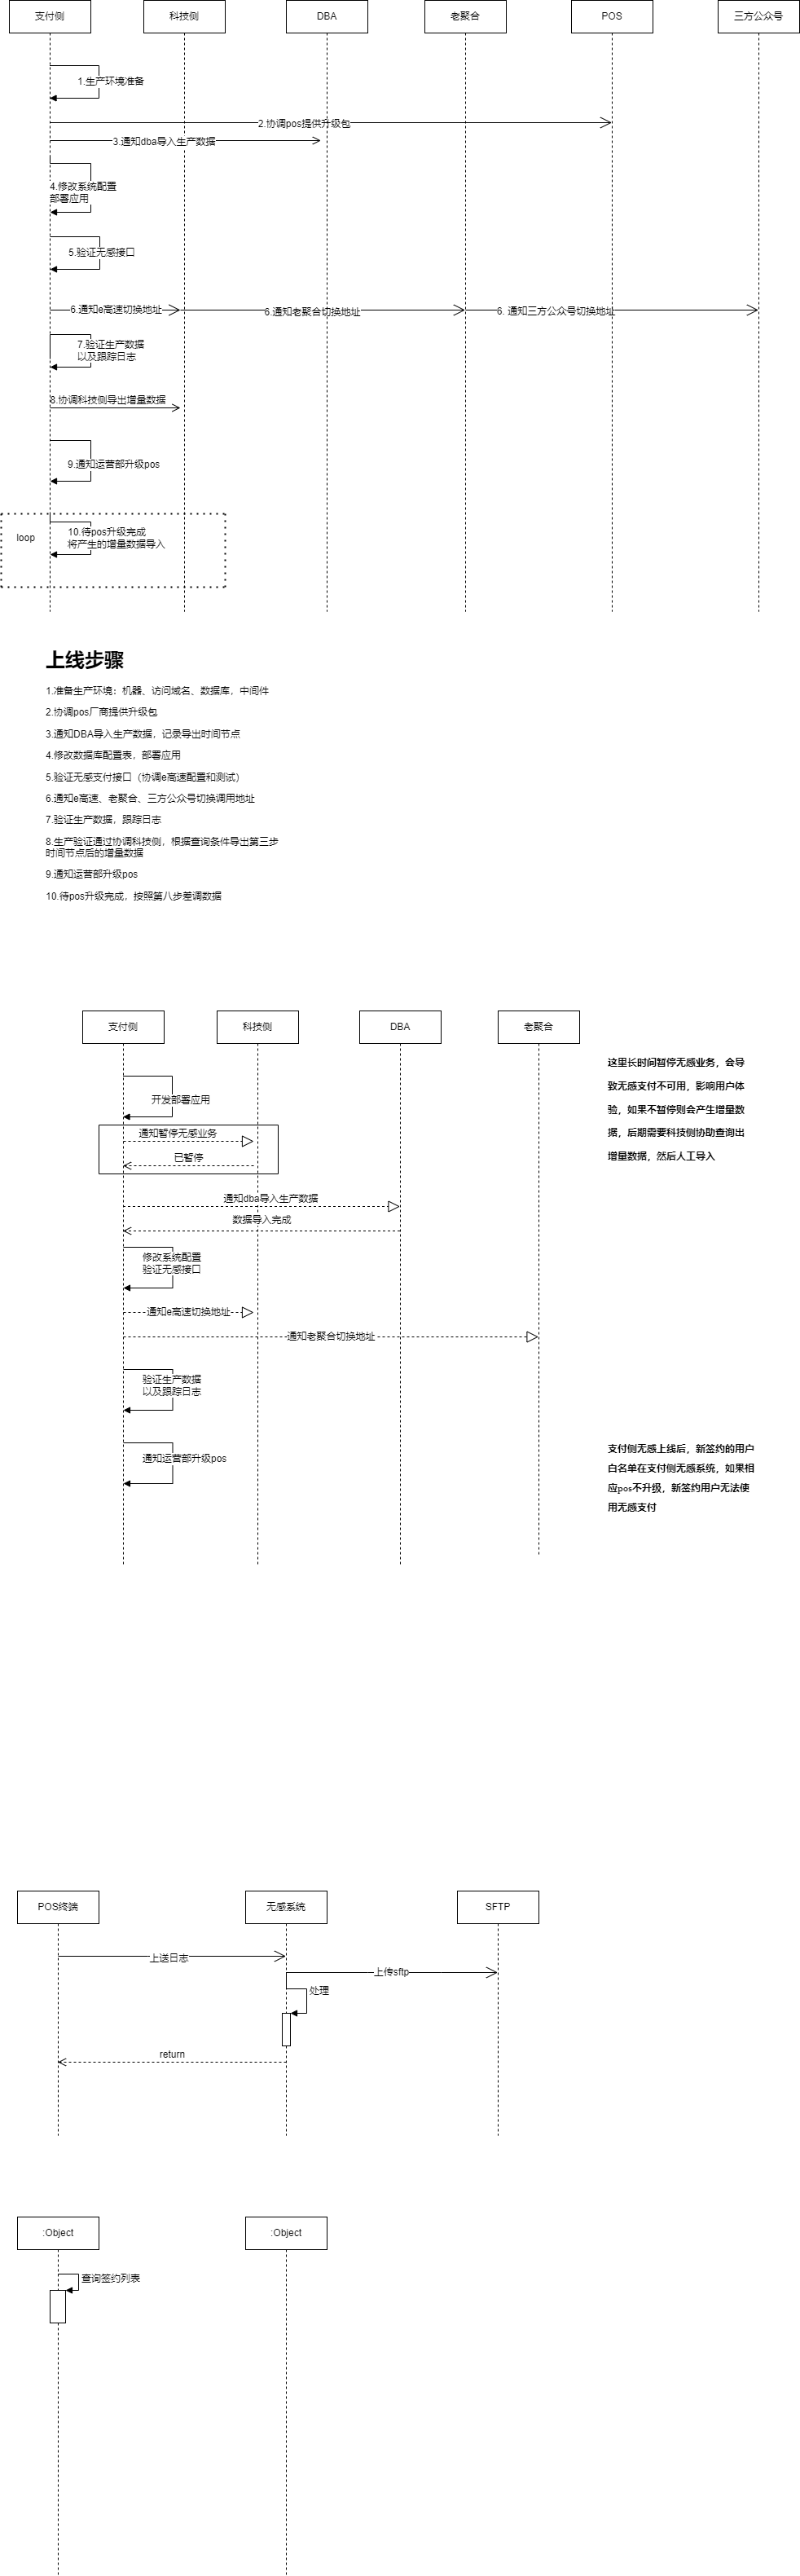 支付侧
科技侧
DBA
老聚合
POS
三方公众号
1.生产环境准备
2.协调pos提供升级包
3.通知dba导入生产数据
4.修改系统配置
部署应用
5.验证无感接口
6.通知e高速切换地址
6.通知老聚合切换地址
6. 通知三方公众号切换地址
7.验证生产数据
以及跟踪日志
8.协调科技侧导出增量数据
9.通知运营部升级pos
loop
10.待pos升级完成
将产生的增量数据导入
上线步骤
1.准备生产环境：机器、访问域名、数据库，中间件
2.协调pos厂商提供升级包
3.通知DBA导入生产数据，记录导出时间节点
4.修改数据库配置表，部署应用
5.验证无感支付接口（协调e高速配置和测试）
6.通知e高速、老聚合、三方公众号切换调用地址
7.验证生产数据，跟踪日志
8.生产验证通过协调科技侧，根据查询条件导出第三步
时间节点后的增量数据
9.通知运营部升级pos
10.待pos升级完成，按照第八步差调数据
支付侧
科技侧
DBA
老聚合
开发部署应用
通知暂停无感业务
已暂停
通知dba导入生产数据
数据导入完成
修改系统配置
验证无感接口
通知e高速切换地址
通知老聚合切换地址
验证生产数据
以及跟踪日志
通知运营部升级pos
这里长时间暂停无感业务，会导
致无感支付不可用，影响用户体
验，如果不暂停则会产生增量数
据，后期需要科技侧协助查询出
增量数据，然后人工导入
支付侧无感上线后，新签约的用户
白名单在支付侧无感系统，如果相
应pos不升级，新签约用户无法使
用无感支付
POS终端
无感系统
SFTP
上送日志
上传sftp
处理
return
:Object
:Object
查询签约列表